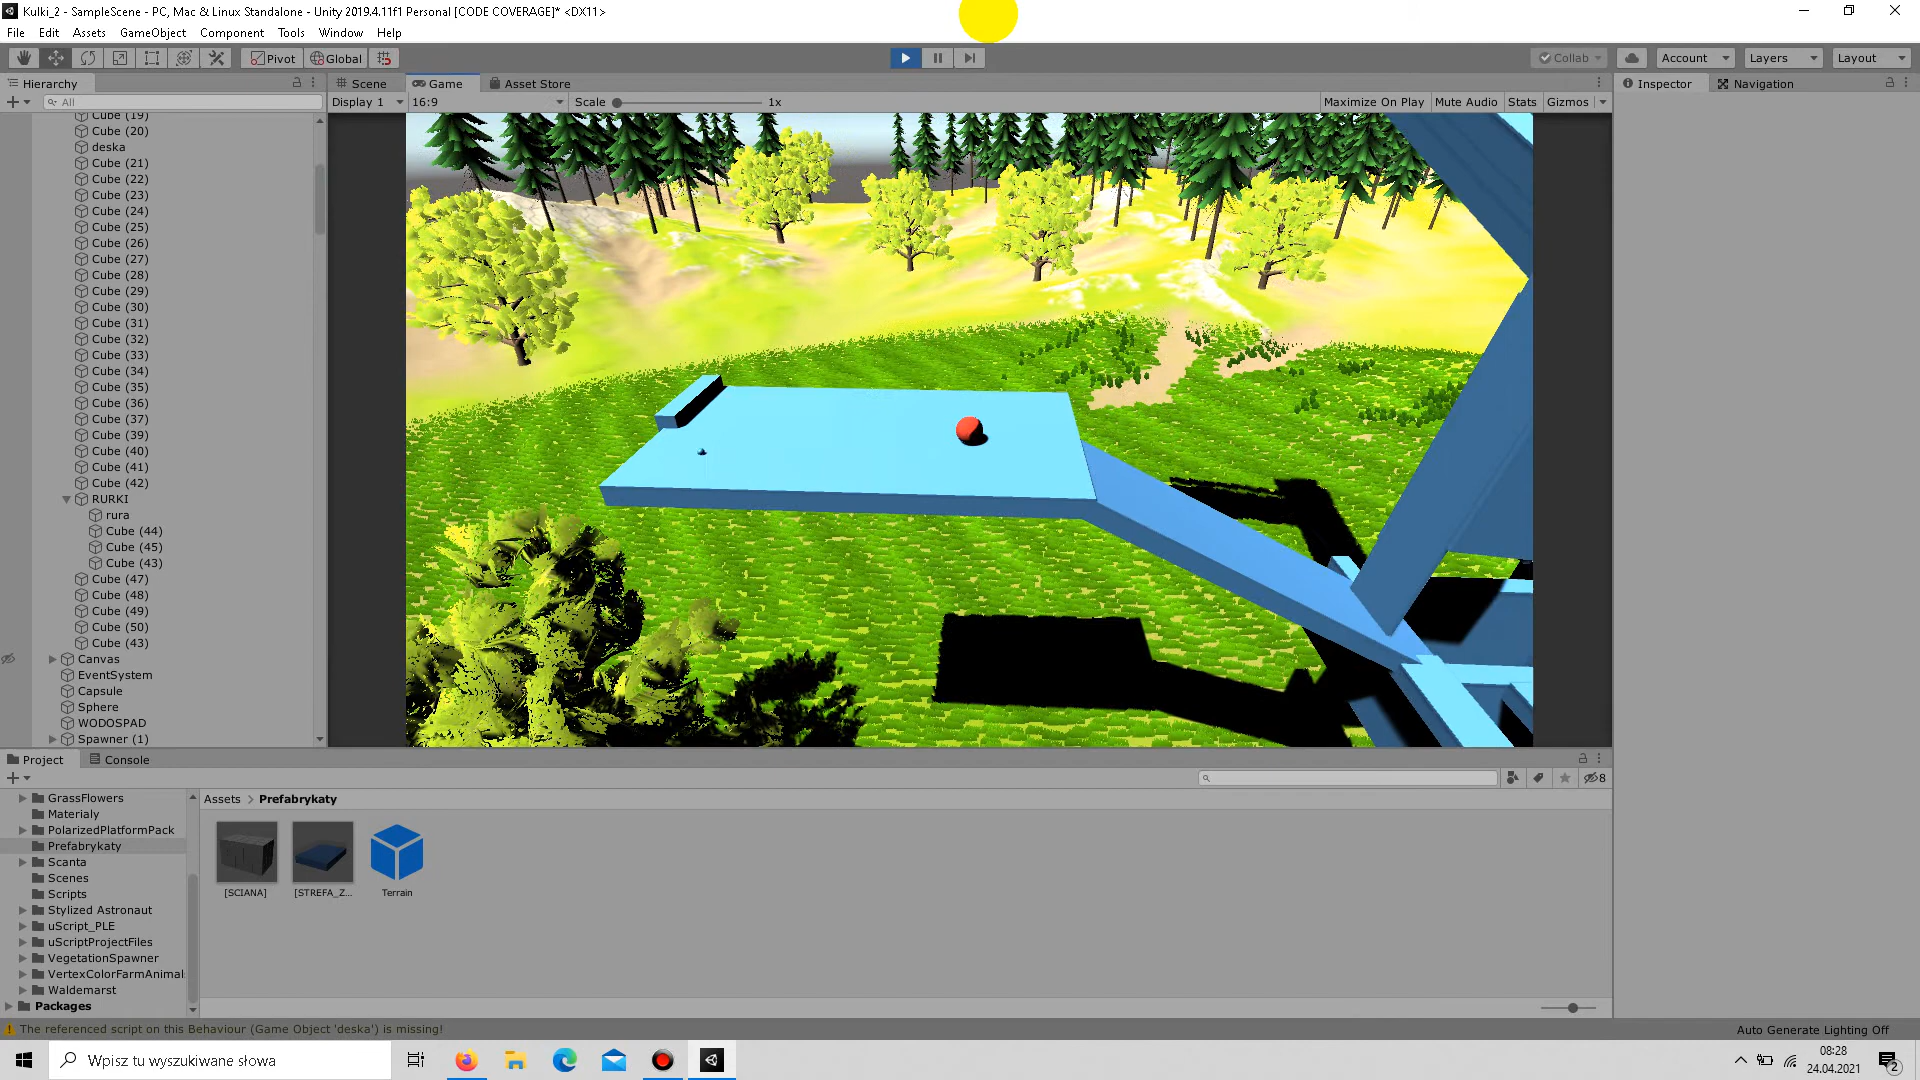 Kulki_2 - SampleScene - PC, Mac & Linux Standalone - Unity 2019.4.11f1 Personal [CODE COVERAGE]* <DX11>
File Edit Assets GameObject Component Tools Window Help
Pivot Global Collab Account Layers Layout
Hierarchy
All
Cube (19)
Cube (20)
deska
Cube (21)
Cube (22)
Cube (23)
Cube (24)
Cube (25)
Cube (26)
Cube (27)
Cube (28)
Cube (29)
Cube (30)
Cube (31)
Cube (32)
Cube (33)
Cube (34)
Cube (35)
Cube (36)
Cube (37)
Cube (39)
Cube (40)
Cube (41)
Cube (42)
RURKI
rura
Cube (44)
Cube (45)
Cube (43)
Cube (47)
Cube (48)
Cube (49)
Cube (50)
Cube (43)
Canvas
EventSystem
Capsule
Sphere
WODOSPAD
Spawner (1)
Scene Game Asset Store
Display 1 16:9 Scale 1x Maximize On Play Mute Audio Stats Gizmos
Inspector Navigation
Project Console
8
GrassFlowers
Materialy
PolarizedPlatformPack
Prefabrykaty
Scanta
Scenes
Scripts
Stylized Astronaut
uScript_PLE
uScriptProjectFiles
VegetationSpawner
VertexColorFarmAnimal
Waldemarst
Packages
Assets > Prefabrykaty
[SCIANA] [STREFA_Z... Terrain
The referenced script on this Behaviour (Game Object 'deska') is missing!
Auto Generate Lighting Off
Wpisz tu wyszukiwane słowa
08:28
24.04.2021
2